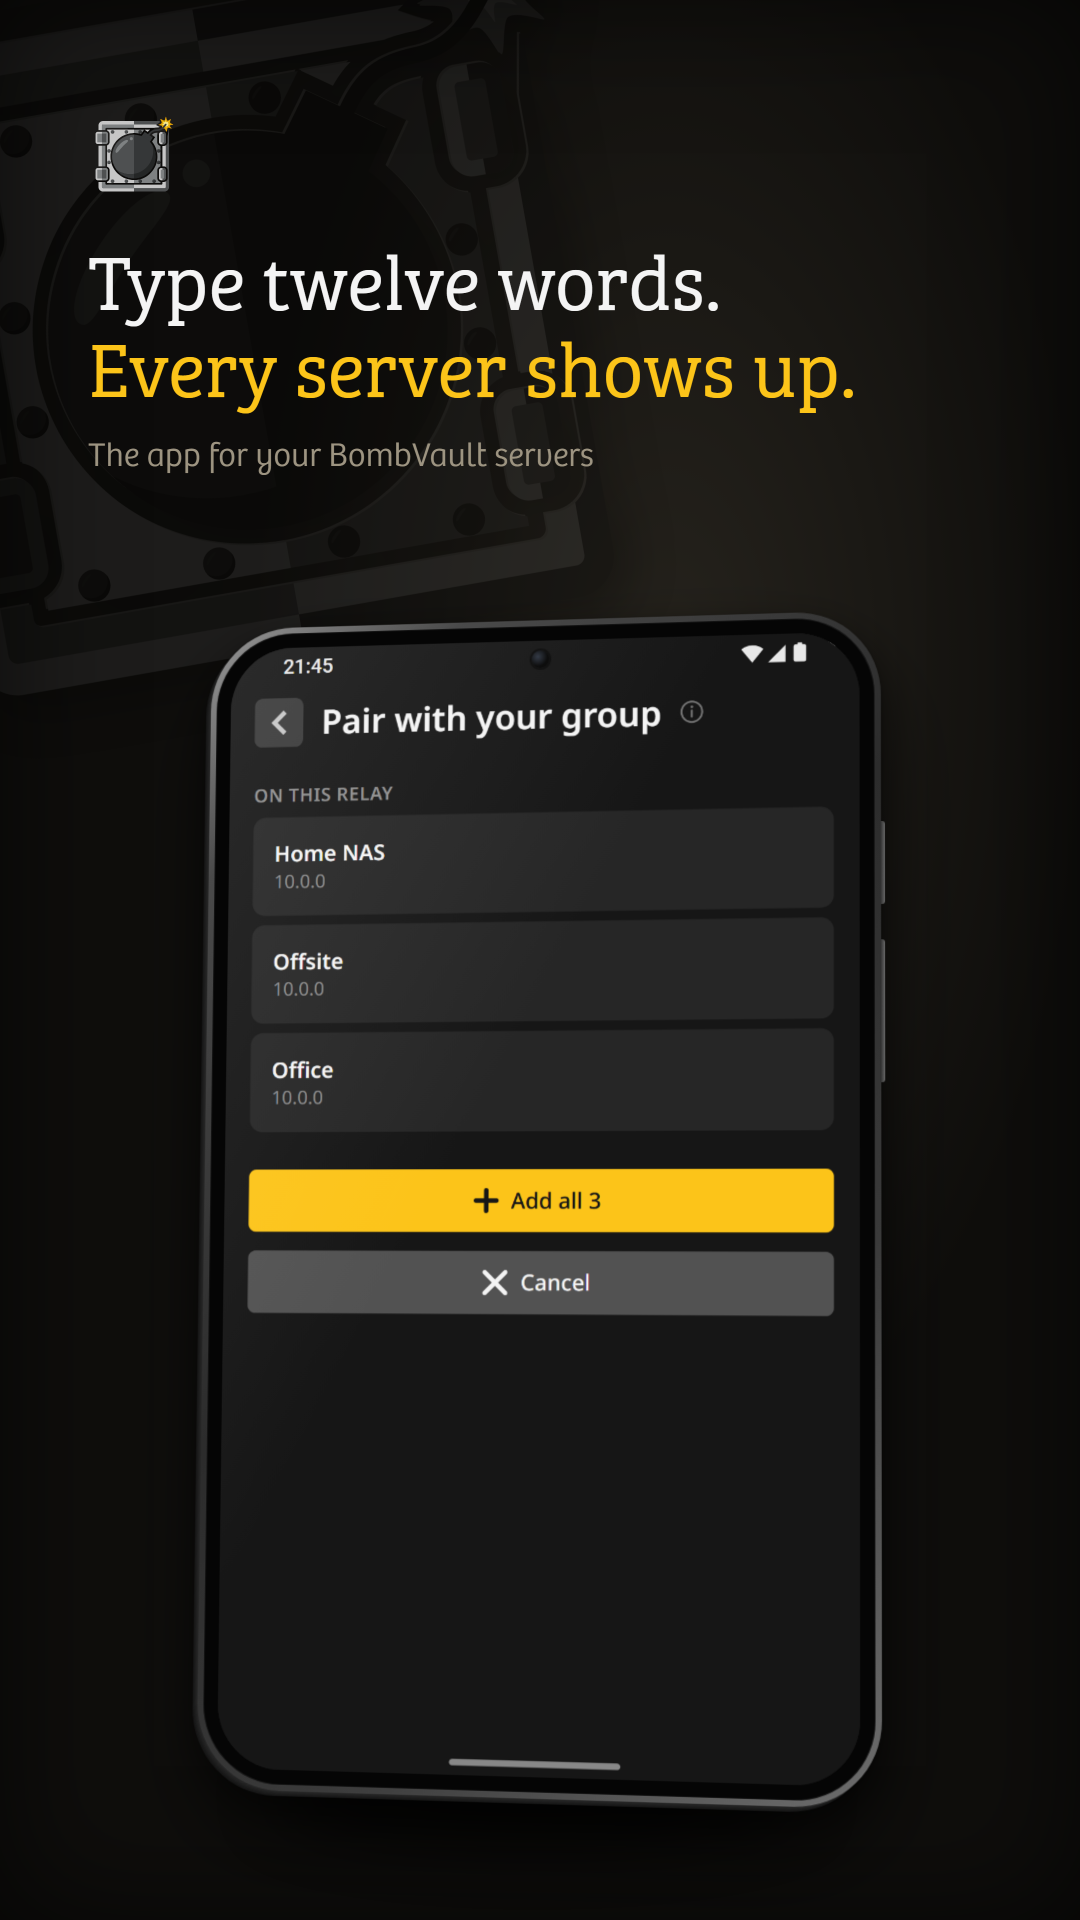 Type twelve words.
Every server shows up.
The app for your BombVault servers
21:45
Pair with your group
ON THIS RELAY
Home NAS
10.0.0
Offsite
10.0.0
Office
10.0.0
Add all 3
Cancel